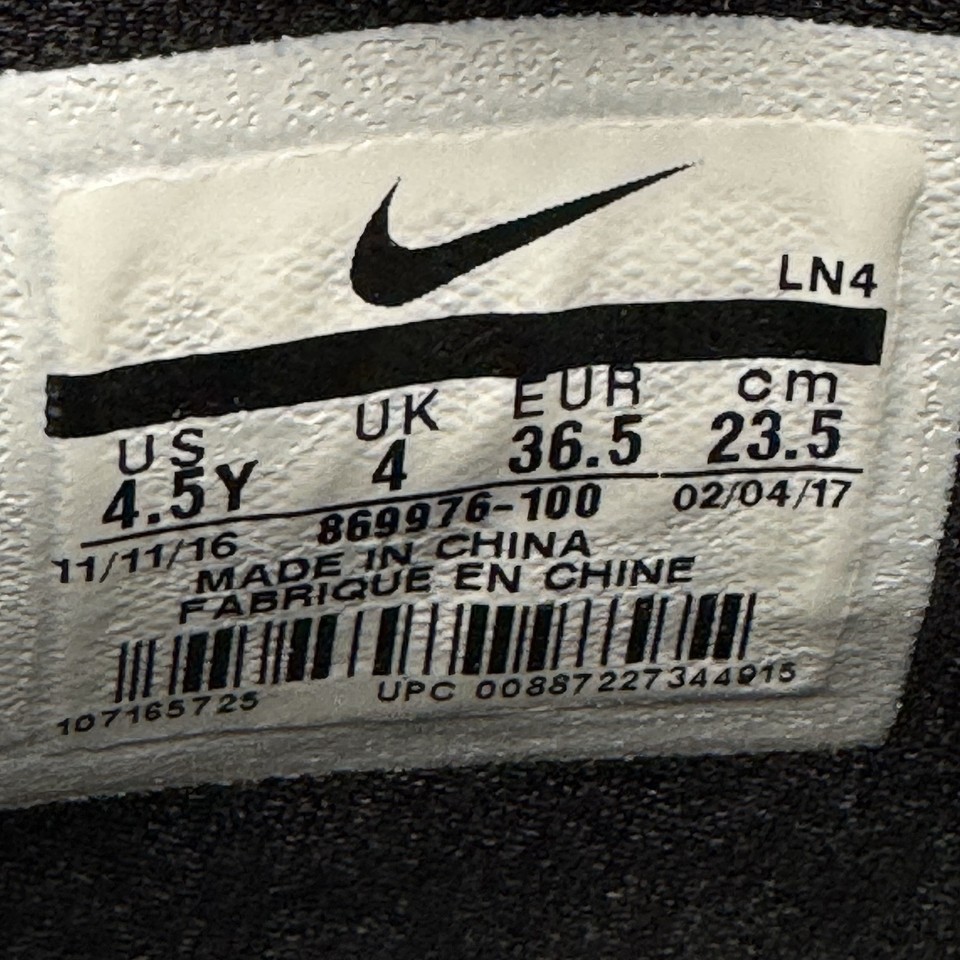 LN4
US UK EUR cm
4.5Y 4 36.5 23.5
11/11/16 869976-100 02/04/17
MADE IN CHINA
FABRIQUE EN CHINE
107165725 UPC 00887227344915